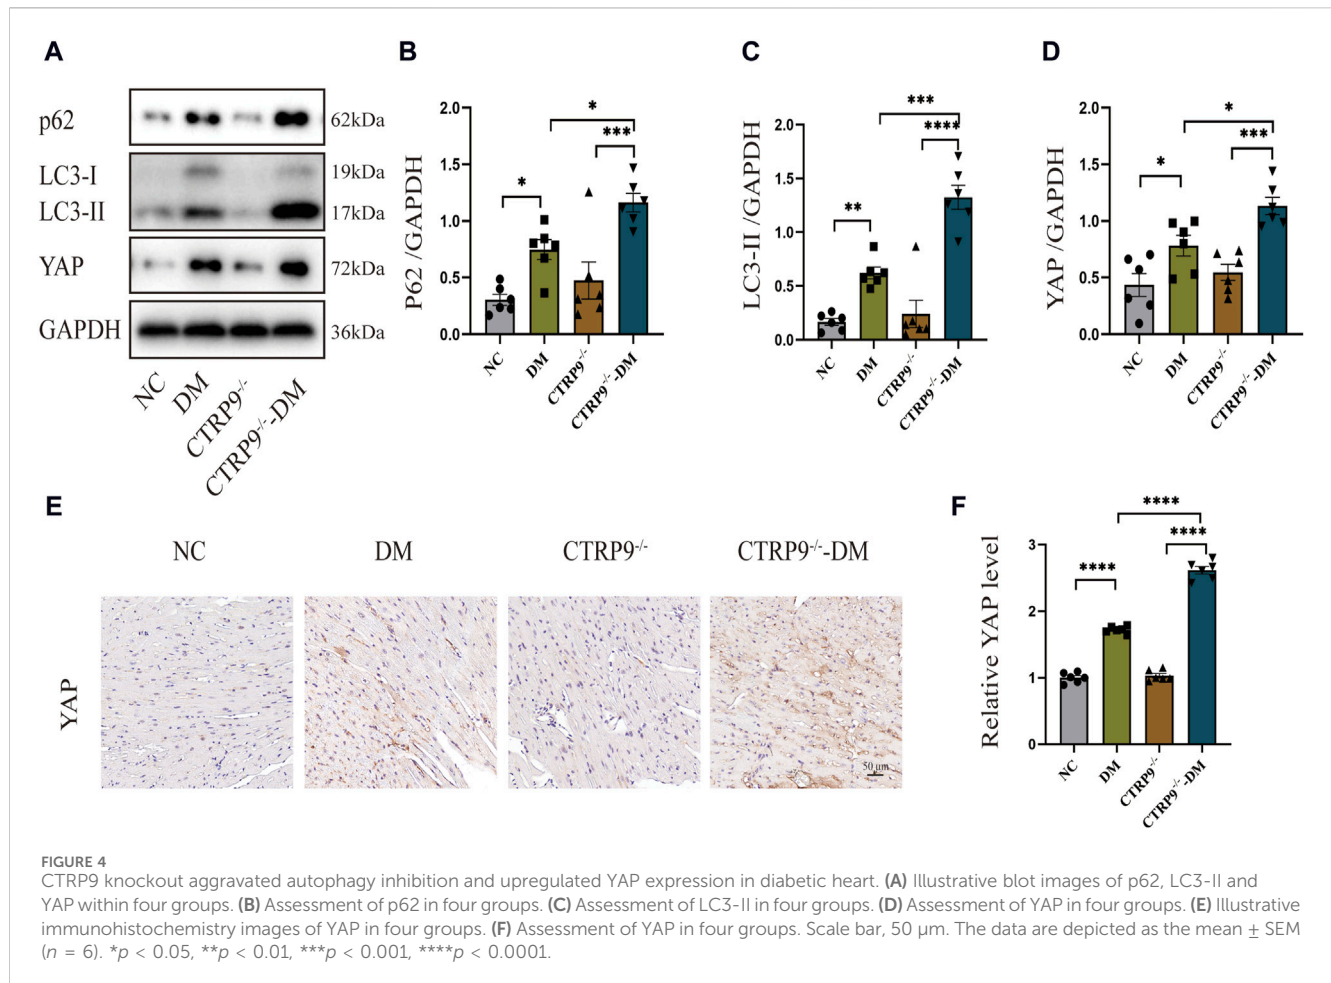 A
p62
62kDa
LC3-I
19kDa
LC3-II
17kDa
YAP
72kDa
GAPDH
36kDa
NC
DM
CTRP9-/-
CTRP9-/--DM
B
P62 /GAPDH
2.0
1.5
1.0
0.5
0.0
*
*
***
NC
DM
CTRP9-/-
CTRP9-/--DM
C
LC3-II /GAPDH
2.0
1.5
1.0
0.5
0.0
**
***
****
NC
DM
CTRP9-/-
CTRP9-/--DM
D
YAP /GAPDH
2.0
1.5
1.0
0.5
0.0
*
*
***
NC
DM
CTRP9-/-
CTRP9-/--DM
E
NC
DM
CTRP9-/-
CTRP9-/--DM
YAP
50 μm
F
Relative YAP level
3
2
1
0
****
****
****
NC
DM
CTRP9-/-
CTRP9-/--DM
FIGURE 4
CTRP9 knockout aggravated autophagy inhibition and upregulated YAP expression in diabetic heart. (A) Illustrative blot images of p62, LC3-II and
YAP within four groups. (B) Assessment of p62 in four groups. (C) Assessment of LC3-II in four groups. (D) Assessment of YAP in four groups. (E) Illustrative
immunohistochemistry images of YAP in four groups. (F) Assessment of YAP in four groups. Scale bar, 50 μm. The data are depicted as the mean ± SEM
(n = 6). *p < 0.05, **p < 0.01, ***p < 0.001, ****p < 0.0001.